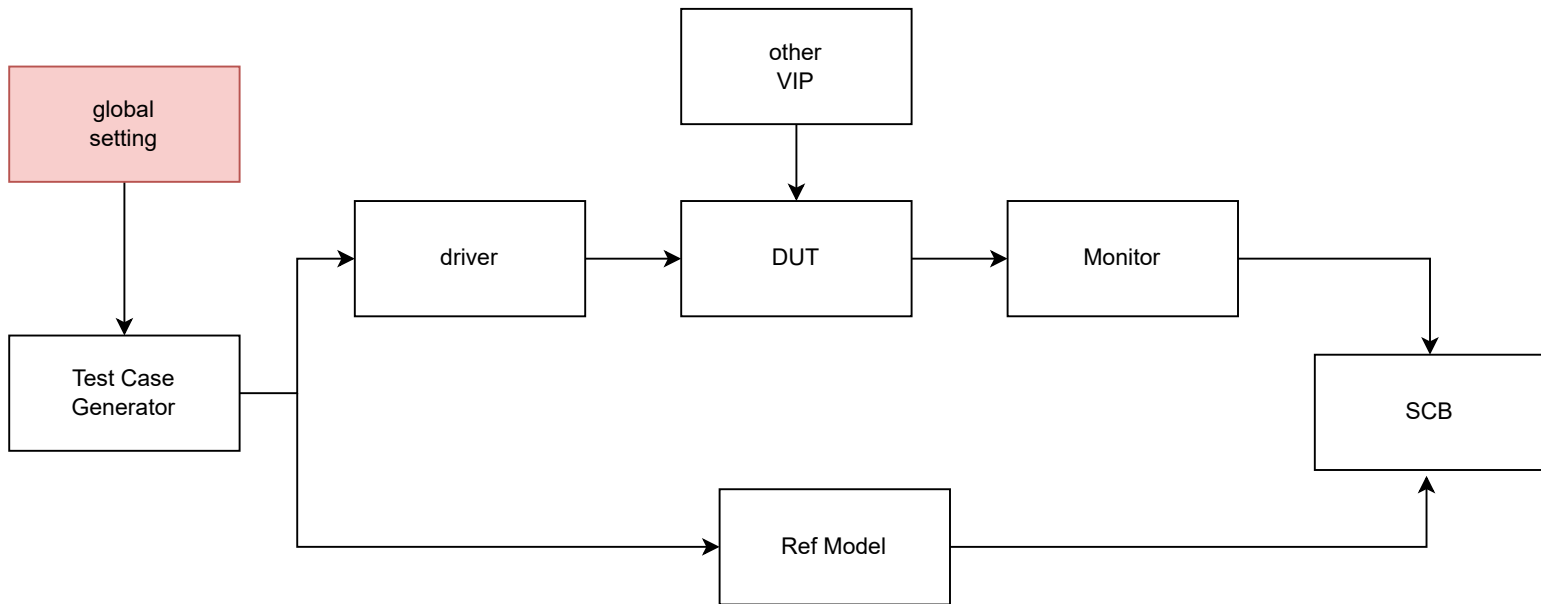 other
VIP
global
setting
driver
DUT
Monitor
Test Case
Generator
SCB
Ref Model